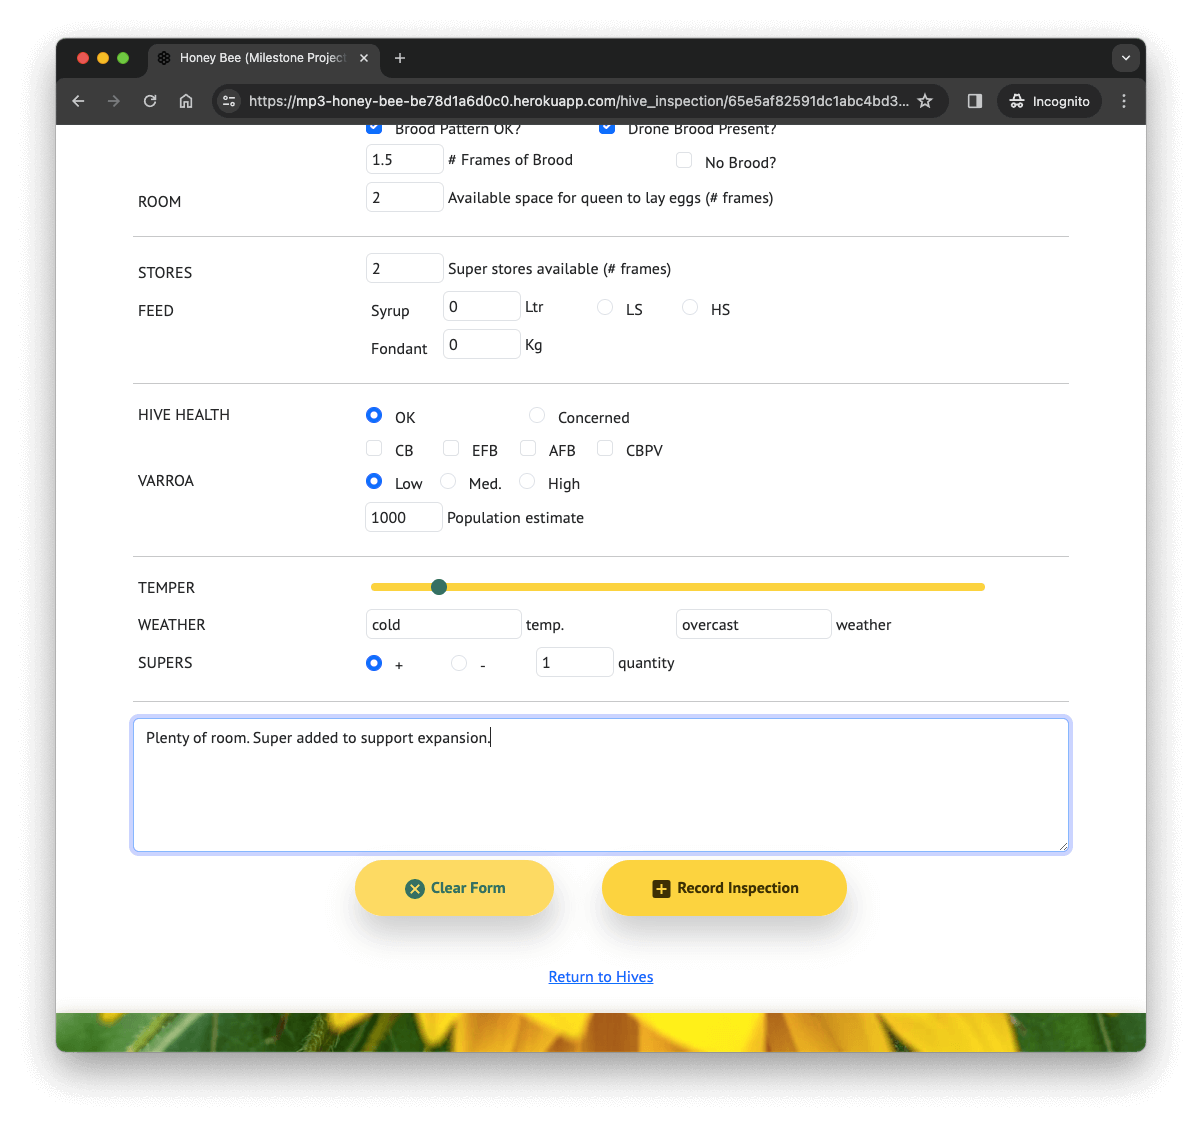 Honey Bee (Milestone Project
https://mp3-honey-bee-be78d1a6d0c0.herokuapp.com/hive_inspection/65e5af82591dc1abc4bd3...
Incognito
Brood Pattern OK? Drone Brood Present?
1.5 # Frames of Brood No Brood?
ROOM 2 Available space for queen to lay eggs (# frames)
STORES 2 Super stores available (# frames)
FEED Syrup 0 Ltr LS HS
Fondant 0 Kg
HIVE HEALTH OK Concerned
CB EFB AFB CBPV
VARROA Low Med. High
1000 Population estimate
TEMPER
WEATHER cold temp. overcast weather
SUPERS + - 1 quantity
Plenty of room. Super added to support expansion.
Clear Form Record Inspection
Return to Hives